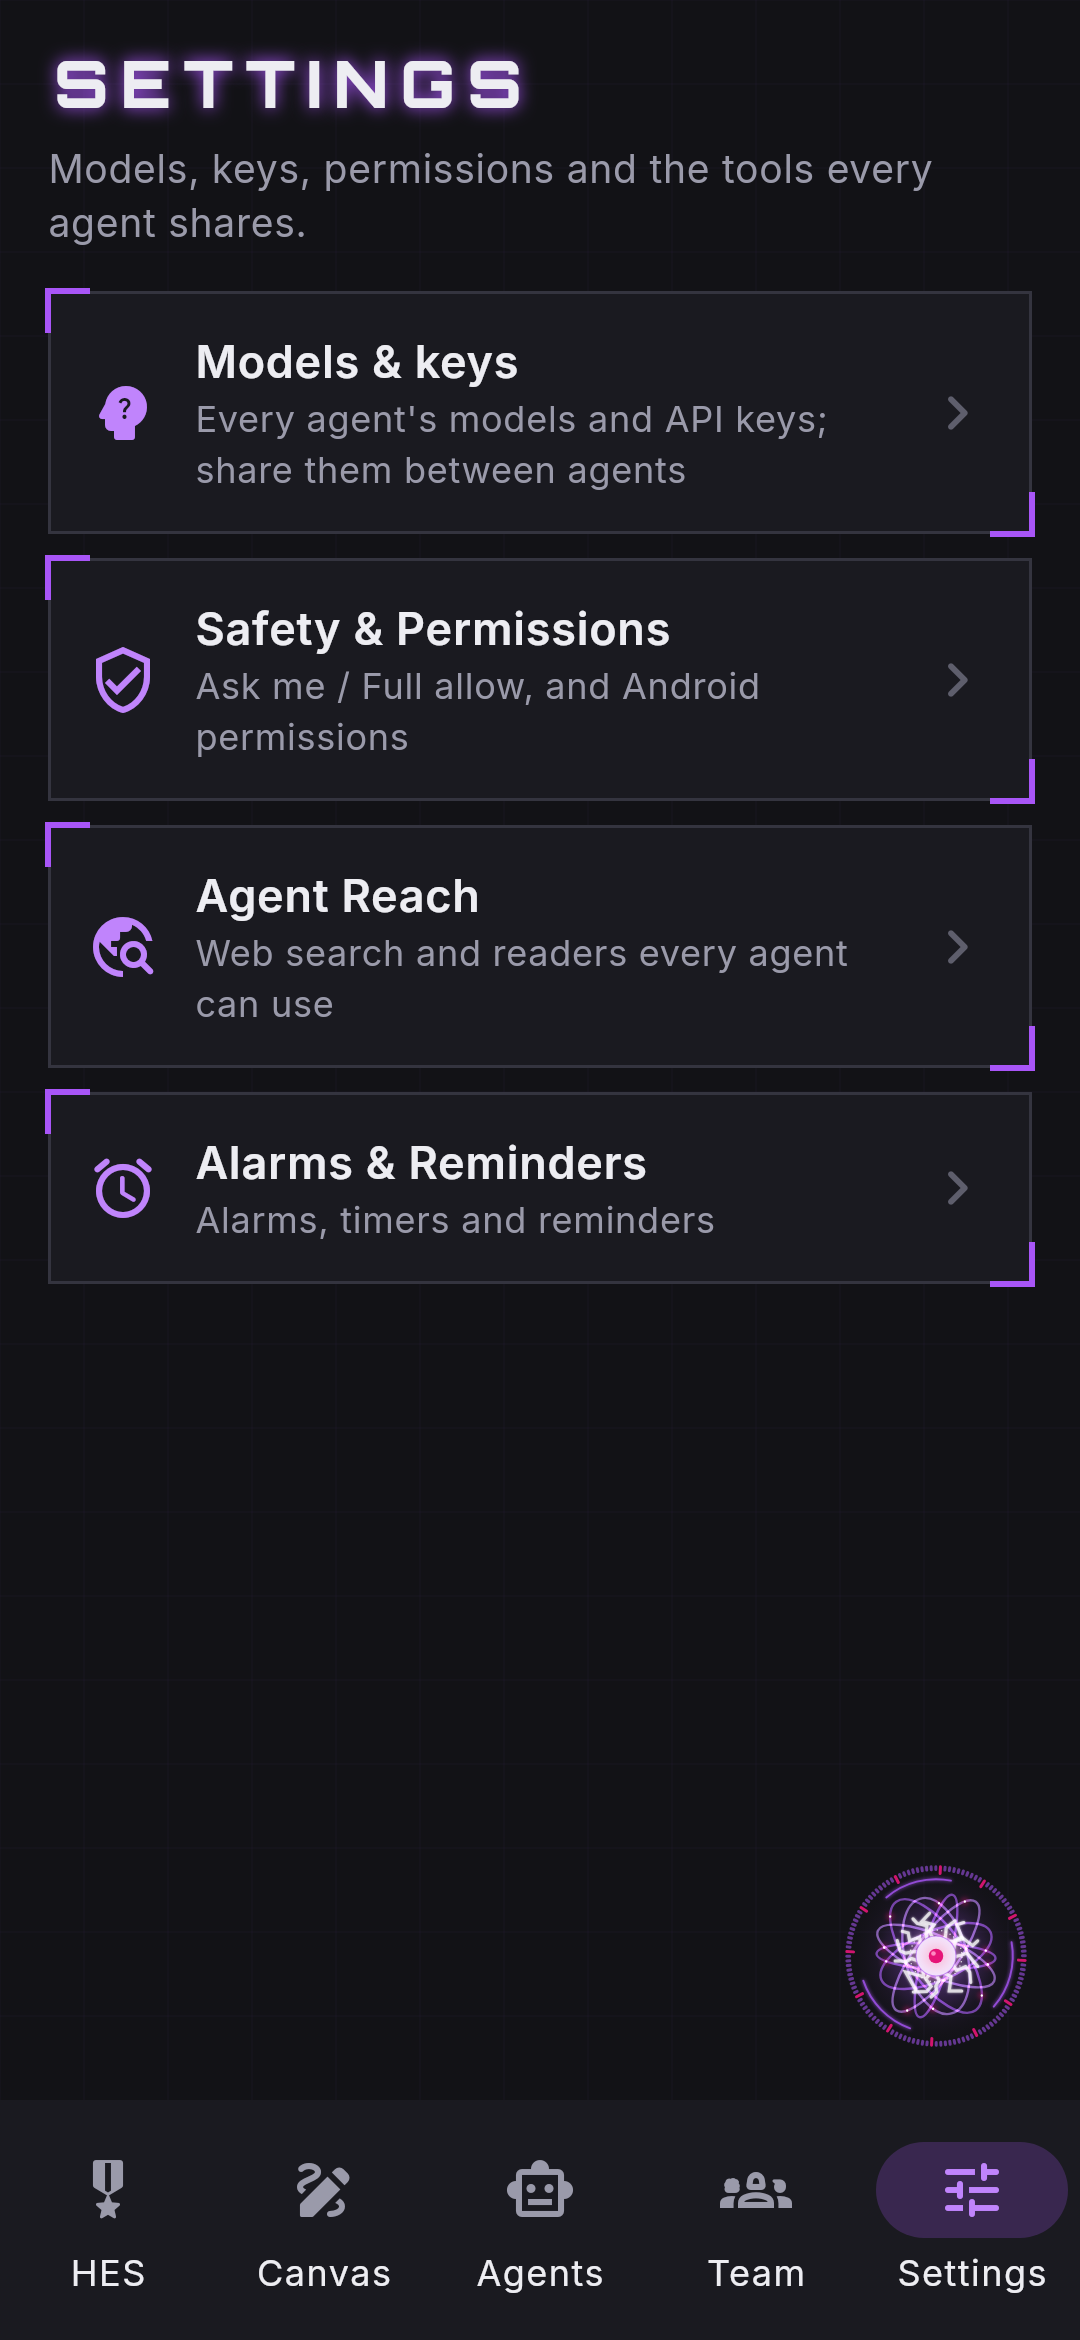 SETTINGS
Models, keys, permissions and the tools every
agent shares.
Models & keys
Every agent's models and API keys;
share them between agents
Safety & Permissions
Ask me / Full allow, and Android
permissions
Agent Reach
Web search and readers every agent
can use
Alarms & Reminders
Alarms, timers and reminders
HES
Canvas
Agents
Team
Settings